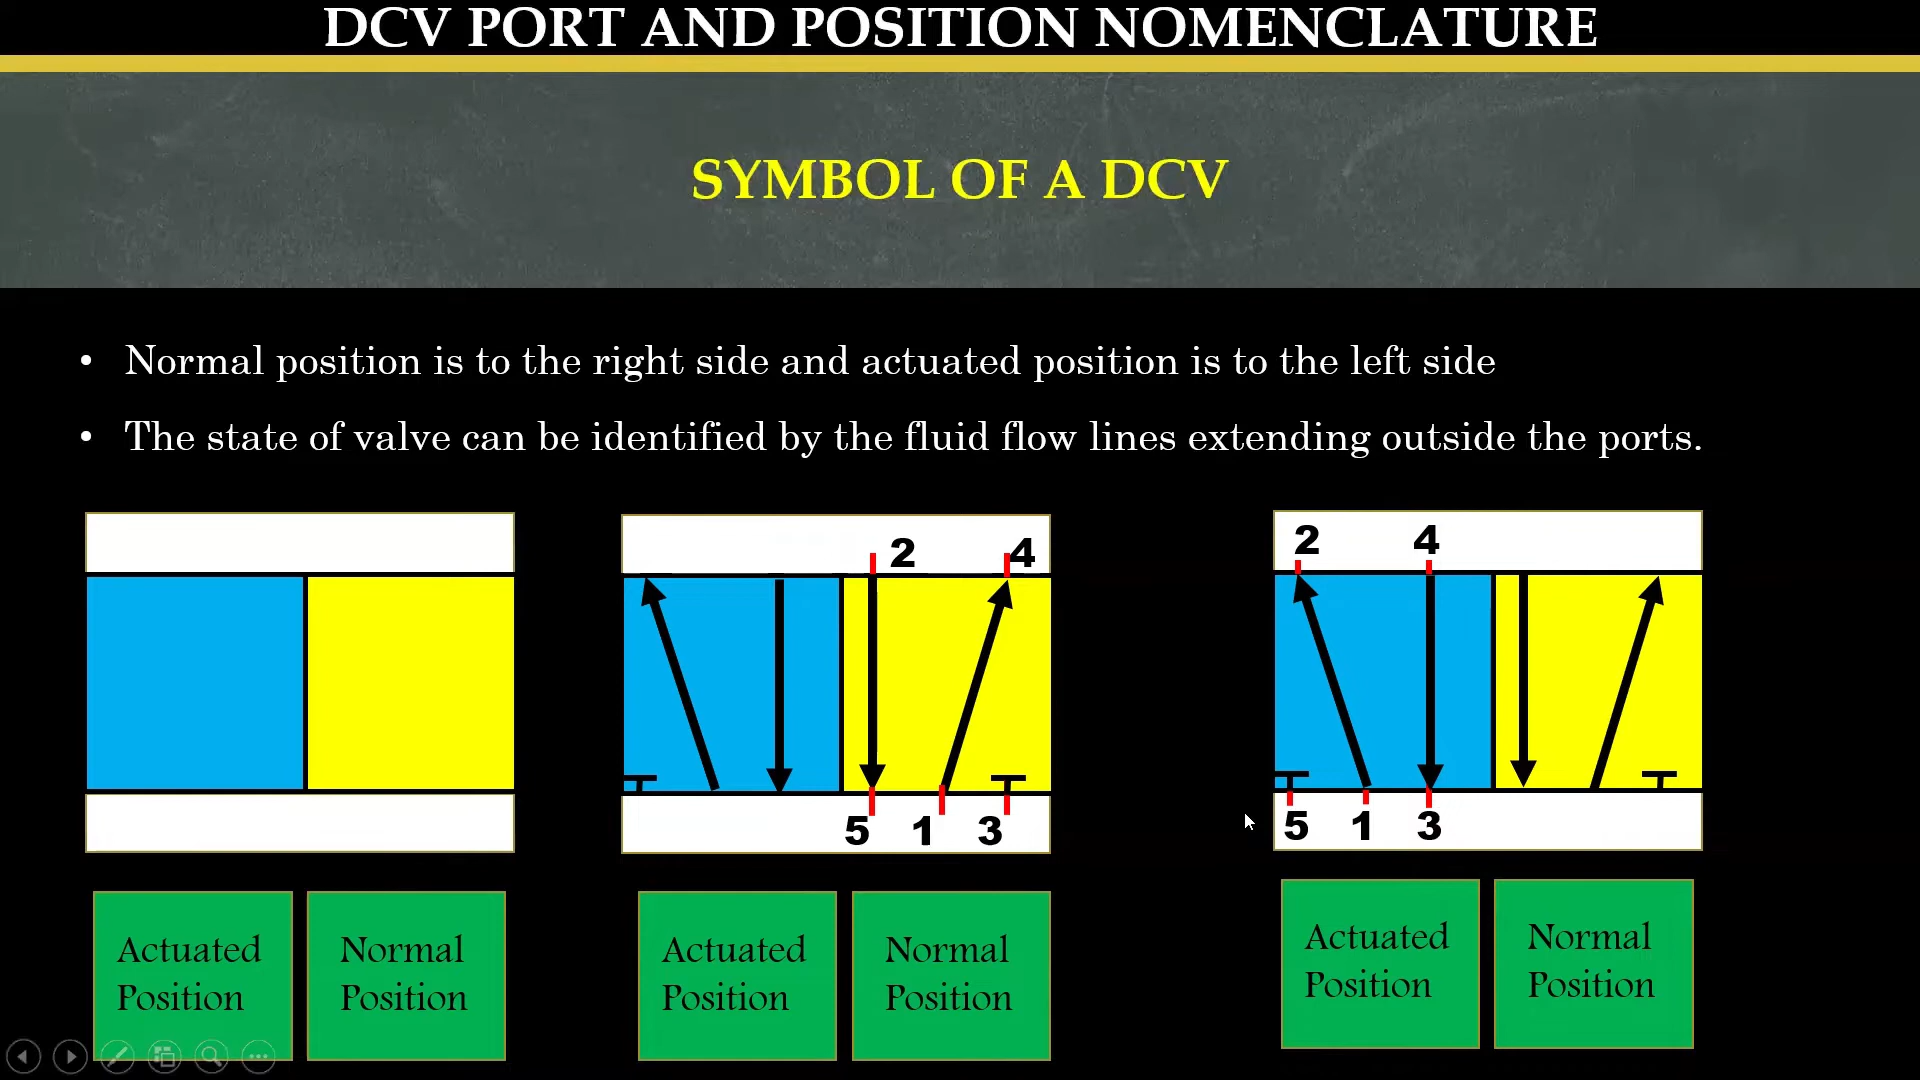 DCV PORT AND POSITION NOMENCLATURE
SYMBOL OF A DCV
• Normal position is to the right side and actuated position is to the left side
• The state of valve can be identified by the fluid flow lines extending outside the ports.
2 4
5 1 3
2 4
5 1 3
Actuated
Position
Normal
Position
Actuated
Position
Normal
Position
Actuated
Position
Normal
Position